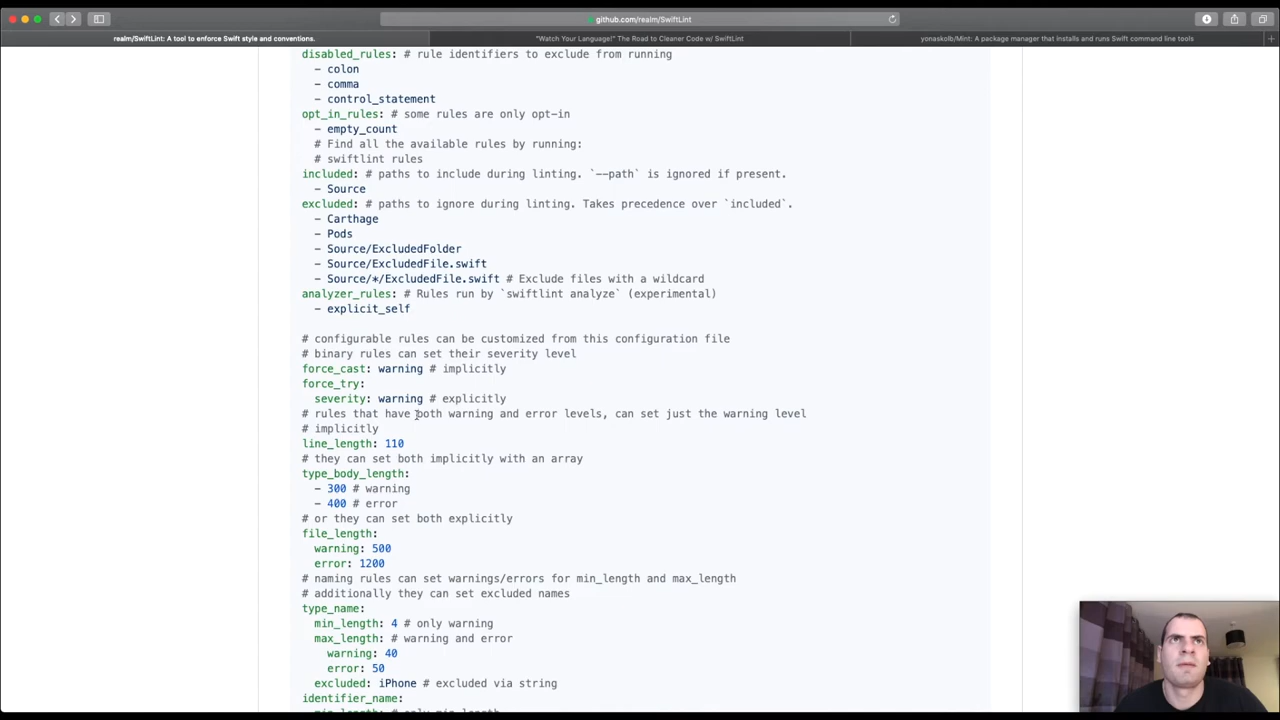 github.com/realm/SwiftLint
realm/SwiftLint: A tool to enforce Swift style and conventions.
"Watch Your Language!" The Road to Cleaner Code w/ SwiftLint
yonaskolb/Mint: A package manager that installs and runs Swift command line tools
disabled_rules: # rule identifiers to exclude from running
- colon
- comma
- control_statement
opt_in_rules: # some rules are only opt-in
- empty_count
# Find all the available rules by running:
# swiftlint rules
included: # paths to include during linting. `--path` is ignored if present.
- Source
excluded: # paths to ignore during linting. Takes precedence over `included`.
- Carthage
- Pods
- Source/ExcludedFolder
- Source/ExcludedFile.swift
- Source/*/ExcludedFile.swift # Exclude files with a wildcard
analyzer_rules: # Rules run by `swiftlint analyze` (experimental)
- explicit_self
# configurable rules can be customized from this configuration file
# binary rules can set their severity level
force_cast: warning # implicitly
force_try:
severity: warning # explicitly
# rules that have both warning and error levels, can set just the warning level
# implicitly
line_length: 110
# they can set both implicitly with an array
type_body_length:
- 300 # warning
- 400 # error
# or they can set both explicitly
file_length:
warning: 500
error: 1200
# naming rules can set warnings/errors for min_length and max_length
# additionally they can set excluded names
type_name:
min_length: 4 # only warning
max_length: # warning and error
warning: 40
error: 50
excluded: iPhone # excluded via string
identifier_name:
min_length: # only min_length